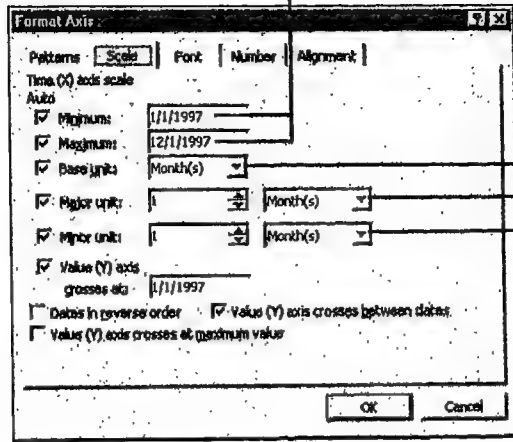 Format Axis ? X
Patterns Scale Font Number Alignment
Time (X) axis scale
Auto
Minimum: 1/1/1997
Maximum: 12/1/1997
Base unit: Month(s)
Major unit: 1 Month(s)
Minor unit: 1 Month(s)
Value (Y) axis
crosses at: 1/1/1997
Dates in reverse order Value (Y) axis crosses between dates
Value (Y) axis crosses at maximum value
OK Cancel